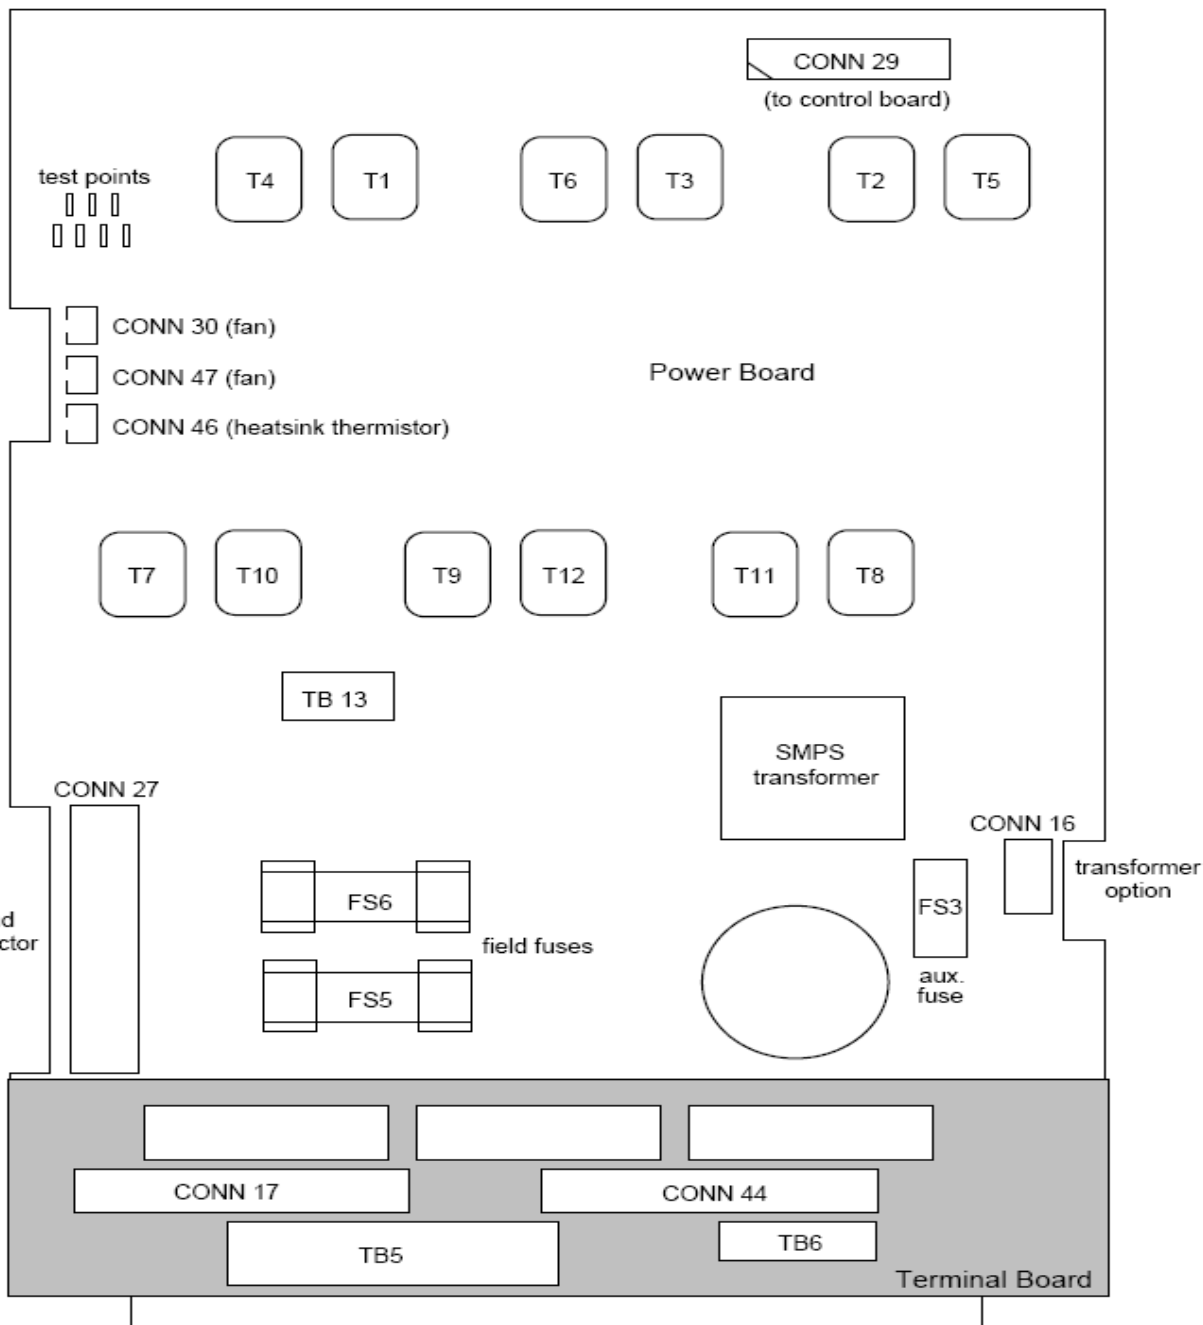 CONN 29
(to control board)
T4
T1
T6
T3
T2
T5
test points
CONN 30 (fan)
CONN 47 (fan)
CONN 46 (heatsink thermistor)
Power Board
T7
T10
T9
T12
T11
T8
TB 13
SMPS
transformer
CONN 27
CONN 16
transformer
option
FS6
FS3
field fuses
FS5
aux.
fuse
CONN 17
CONN 44
TB5
TB6
Terminal Board